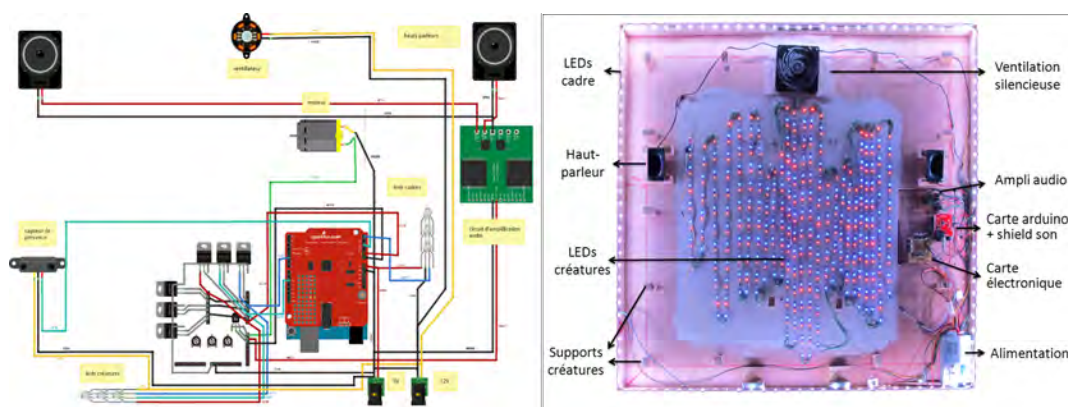 hauts parleurs
ventilateur
moteur
leds cadres
capteur de
présence
circuit d'amplification
audio
leds créatures
5V
12V
LEDs
cadre
Ventilation
silencieuse
Haut-
parleur
Ampli audio
Carte arduino
+ shield son
LEDs
créatures
Carte
électronique
Supports
créatures
Alimentation